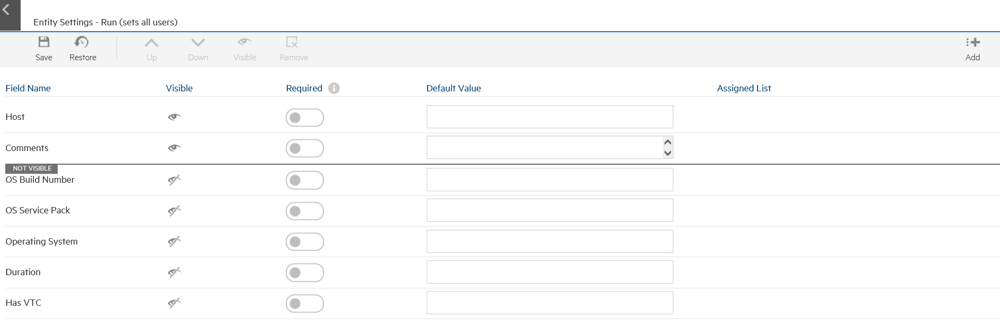 Entity Settings - Run (sets all users)
Save Restore Up Down Visible Remove Add
Field Name Visible Required Default Value Assigned List
Host
Comments
NOT VISIBLE
OS Build Number
OS Service Pack
Operating System
Duration
Has VTC